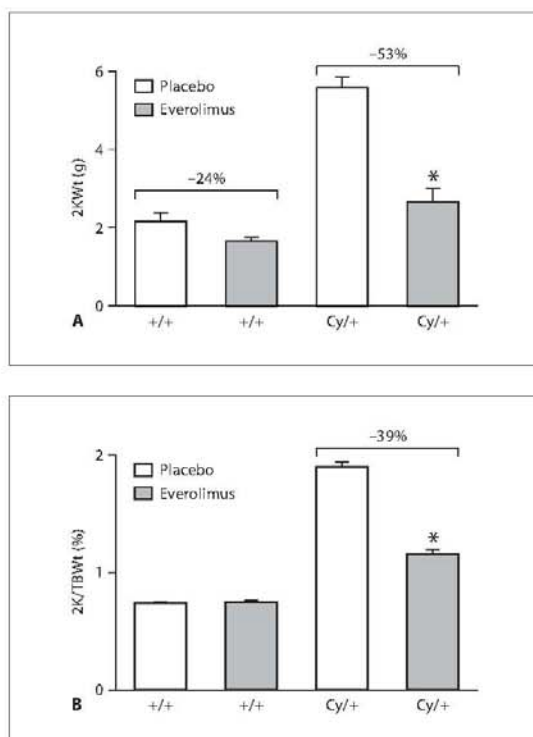 –53%
6
Placebo
Everolimus
4
2KWt (g)
–24%
*
2
0
A
+/+
+/+
Cy/+
Cy/+
–39%
2
Placebo
Everolimus
2K/TBWt (%)
*
1
0
B
+/+
+/+
Cy/+
Cy/+